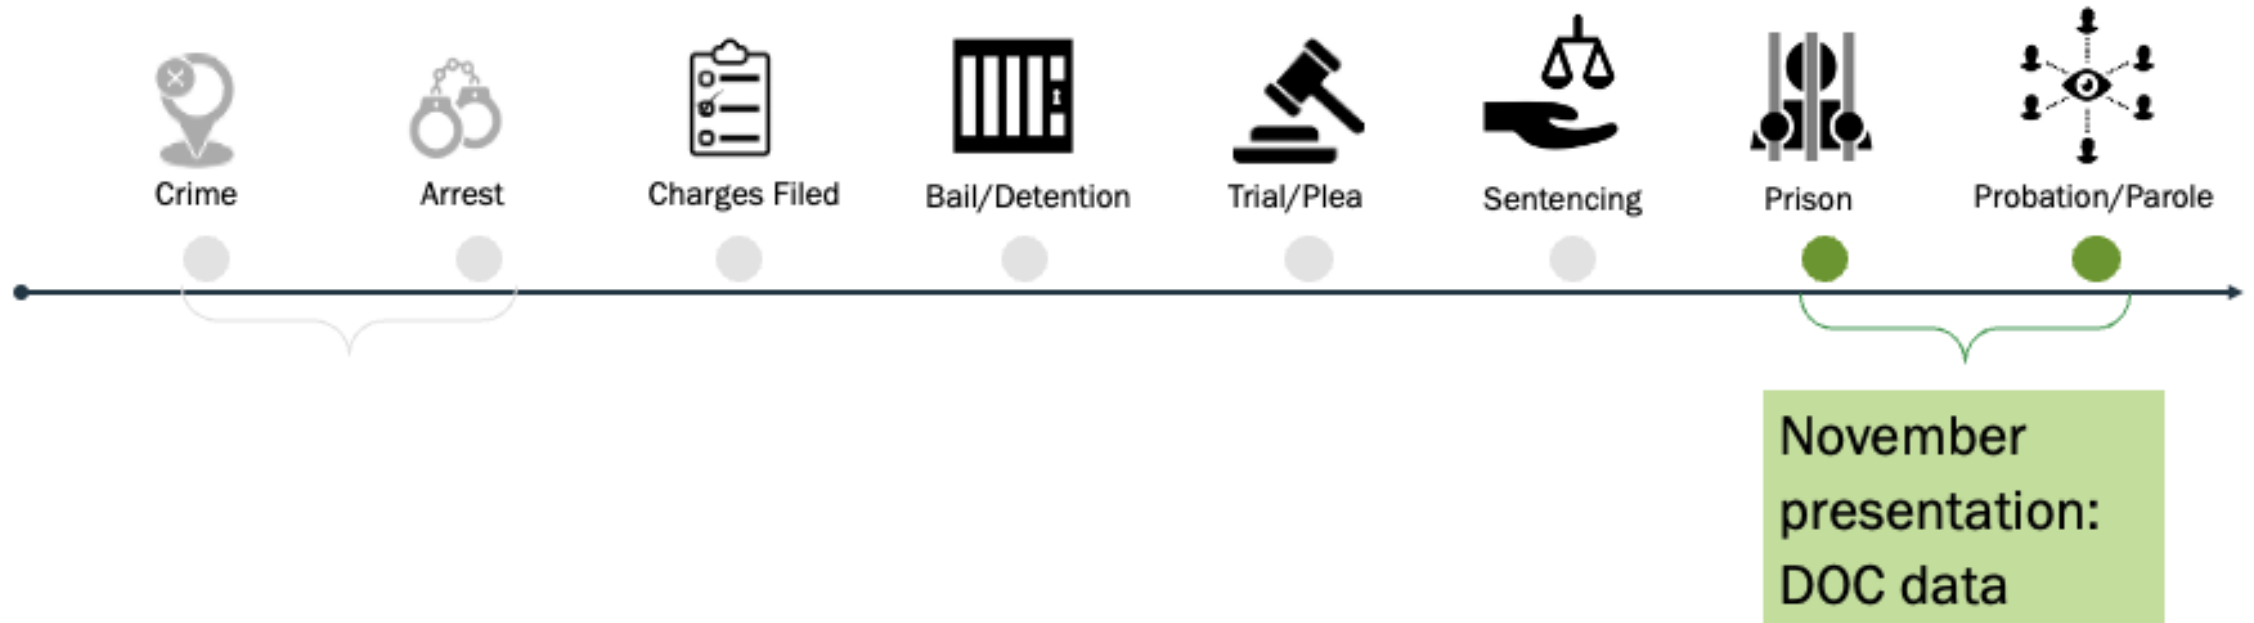 Crime
Arrest
Charges Filed
Bail/Detention
Trial/Plea
Sentencing
Prison
Probation/Parole
November
presentation:
DOC data